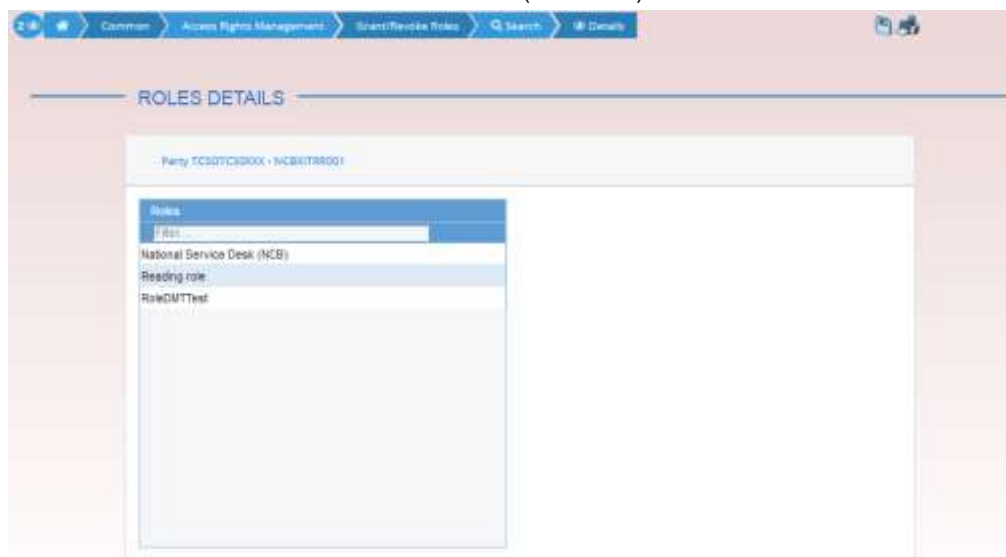 Common Access Rights Management Grant/Revoke Roles Search Details
ROLES DETAILS
Party
Roles
Filter...
National Service Desk (NCB)
Reading role
RoleDMTTest